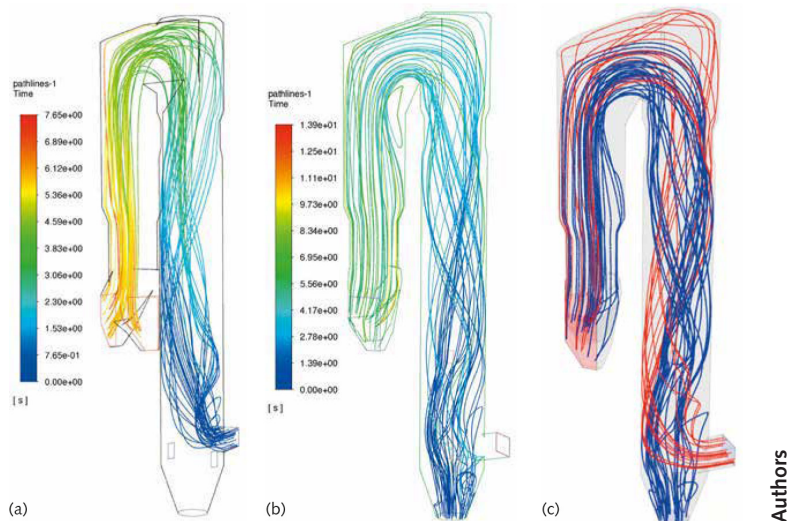 pathlines-1
Time
7.65e+00
6.89e+00
6.12e+00
5.36e+00
4.59e+00
3.83e+00
3.06e+00
2.30e+00
1.53e+00
7.65e-01
0.00e+00
[ s ]
(a)
pathlines-1
Time
1.39e+01
1.25e+01
1.11e+01
9.73e+00
8.34e+00
6.95e+00
5.56e+00
4.17e+00
2.78e+00
1.39e+00
0.00e+00
[ s ]
(b)
(c)
Authors